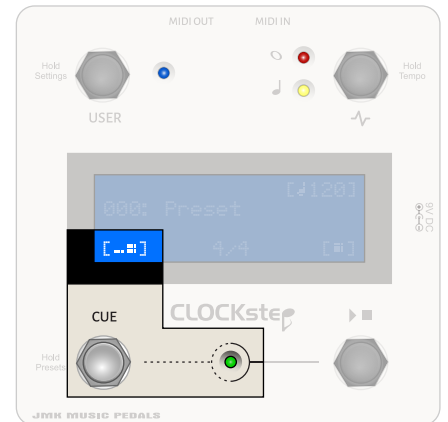 MIDI OUT MIDI IN
Hold
Settings
Hold
Tempo
USER
[♩120]
000: Preset
9V DC
4/4
CUE
CLOCKstep
Hold
Presets
JMK MUSIC PEDALS